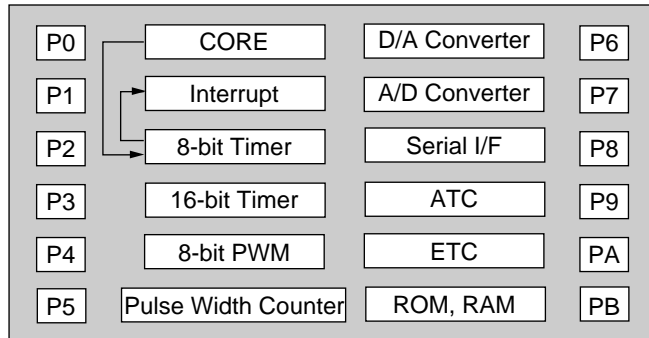 P0 CORE D/A Converter P6
P1 Interrupt A/D Converter P7
P2 8-bit Timer Serial I/F P8
P3 16-bit Timer ATC P9
P4 8-bit PWM ETC PA
P5 Pulse Width Counter ROM, RAM PB